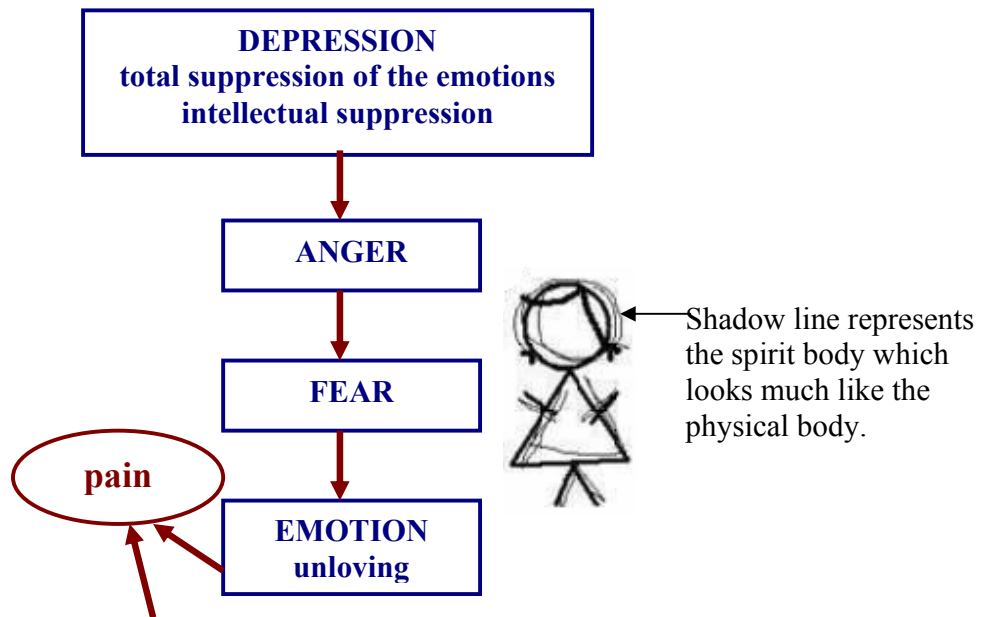 DEPRESSION
total suppression of the emotions
intellectual suppression
ANGER
FEAR
Shadow line represents
the spirit body which
looks much like the
physical body.
pain
EMOTION
unloving